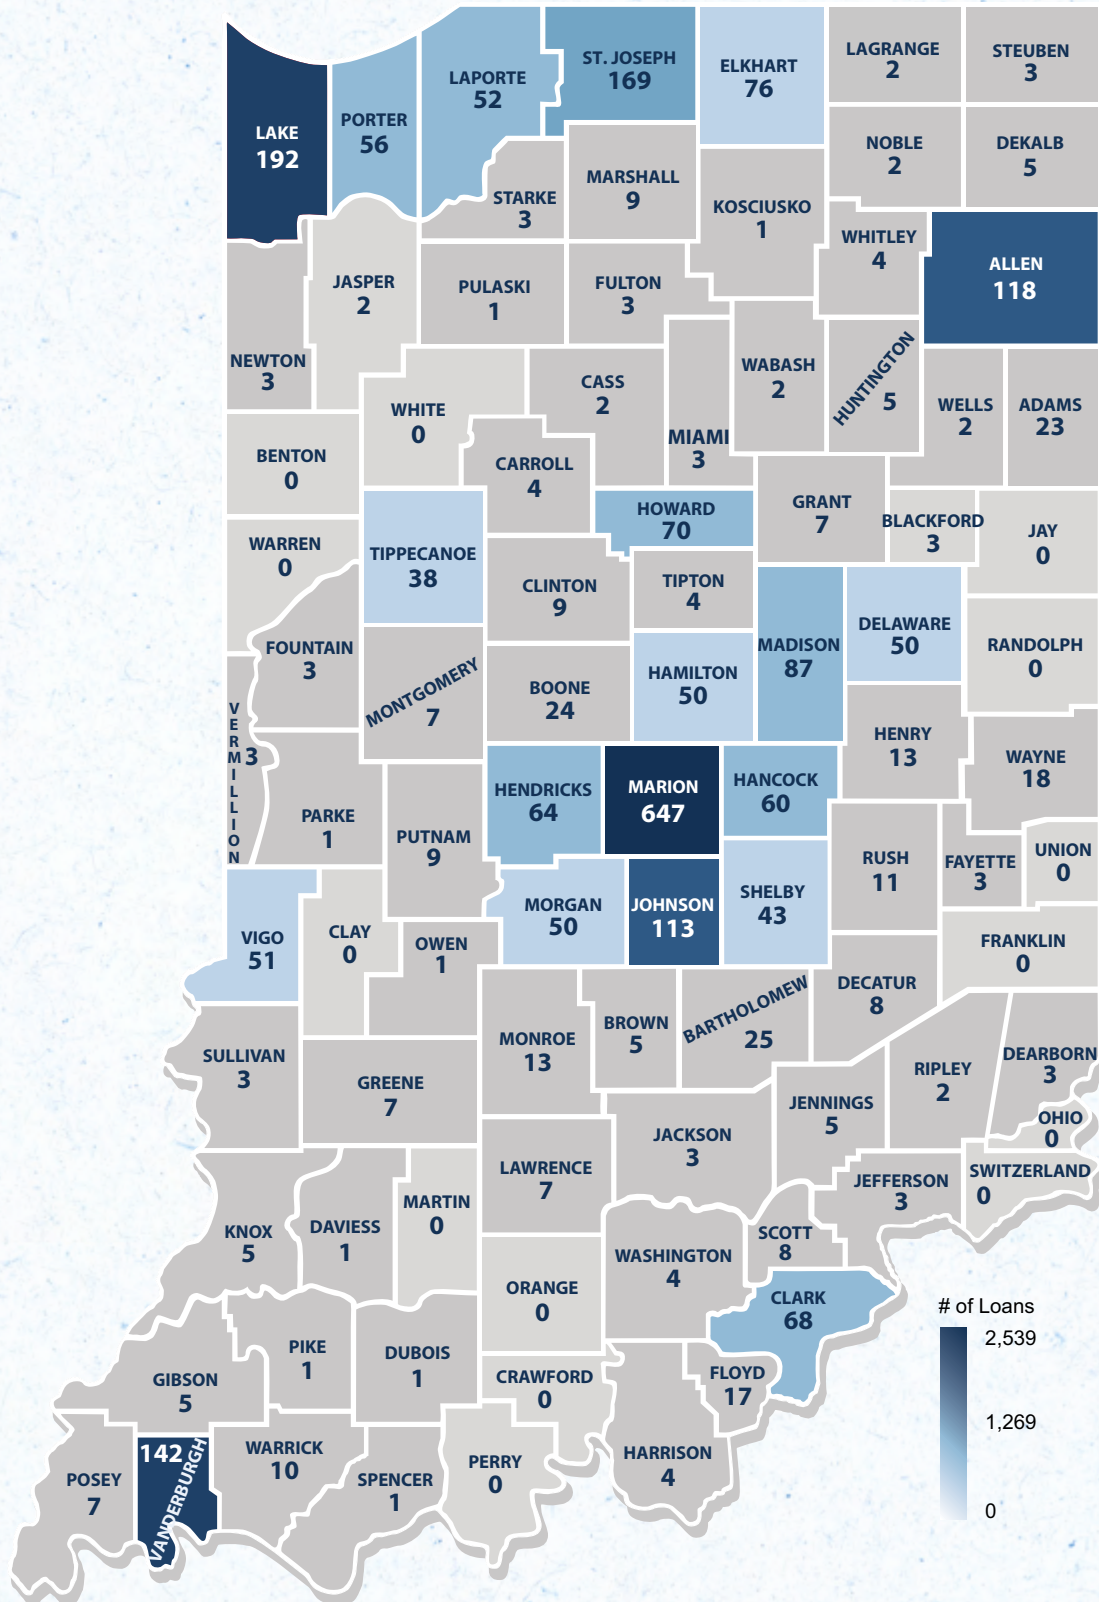 LAGRANGE
2
STEUBEN
3
ST. JOSEPH
169
ELKHART
76
LAPORTE
52
PORTER
56
LAKE
192
NOBLE
2
DEKALB
5
MARSHALL
9
STARKE
3
KOSCIUSKO
1
WHITLEY
4
ALLEN
118
JASPER
2
PULASKI
1
FULTON
3
NEWTON
3
WABASH
2
HUNTINGTON
5
CASS
2
WELLS
2
ADAMS
23
WHITE
0
MIAMI
3
BENTON
0
CARROLL
4
HOWARD
70
GRANT
7
BLACKFORD
3
JAY
0
WARREN
0
TIPPECANOE
38
CLINTON
9
TIPTON
4
DELAWARE
50
MADISON
87
RANDOLPH
0
FOUNTAIN
3
MONTGOMERY
7
BOONE
24
HAMILTON
50
VERMILLION
3
HENRY
13
WAYNE
18
HENDRICKS
64
MARION
647
HANCOCK
60
PARKE
1
PUTNAM
9
RUSH
11
FAYETTE
3
UNION
0
MORGAN
50
JOHNSON
113
SHELBY
43
VIGO
51
CLAY
0
OWEN
1
FRANKLIN
0
DECATUR
8
MONROE
13
BROWN
5
BARTHOLOMEW
25
SULLIVAN
3
GREENE
7
RIPLEY
2
DEARBORN
3
JENNINGS
5
OHIO
0
JACKSON
3
LAWRENCE
7
JEFFERSON
3
SWITZERLAND
0
MARTIN
0
KNOX
5
DAVIESS
1
SCOTT
8
WASHINGTON
4
ORANGE
0
CLARK
68
PIKE
1
DUBOIS
1
GIBSON
5
CRAWFORD
0
FLOYD
17
HARRISON
4
WARRICK
10
142
VANDERBURGH
POSEY
7
SPENCER
1
PERRY
0
# of Loans
2,539
1,269
0